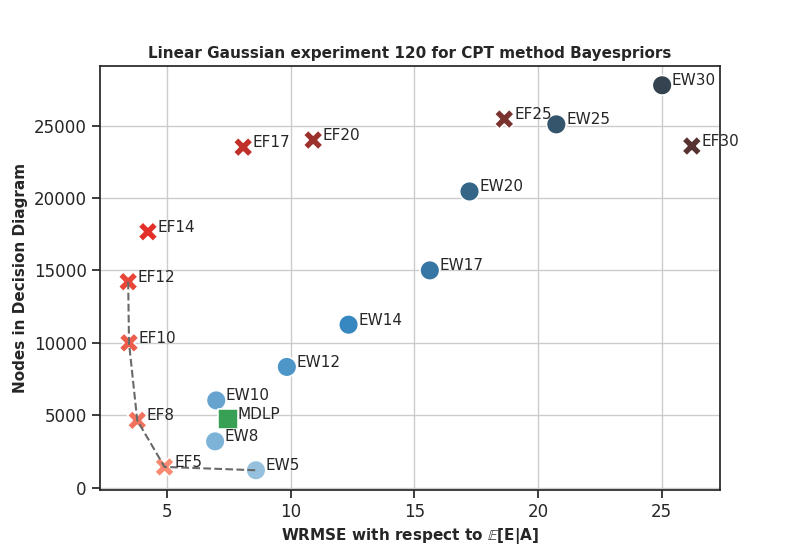 Linear Gaussian experiment 120 for CPT method Bayespriors
Nodes in Decision Diagram
25000
20000
15000
10000
5000
0
EW30
EF25
EW25
EF30
EF17
EF20
EW20
EF14
EW17
EF12
EW14
EF10
EW12
EW10
EF8
MDLP
EW8
EF5
EW5
5
10
15
20
25
WRMSE with respect to 𝔼[E|A]